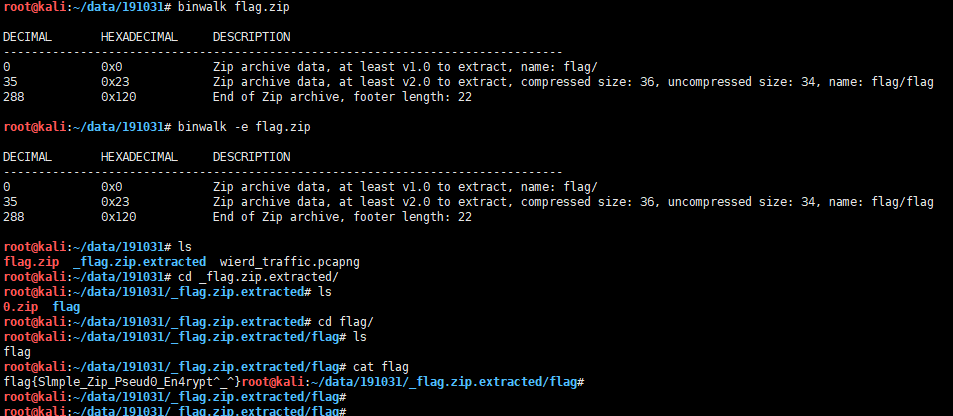 root@kali:~/data/191031# binwalk flag.zip
DECIMAL       HEXADECIMAL     DESCRIPTION
--------------------------------------------------------------------------------
0             0x0             Zip archive data, at least v1.0 to extract, name: flag/
35            0x23            Zip archive data, at least v2.0 to extract, compressed size: 36, uncompressed size: 34, name: flag/flag
288           0x120           End of Zip archive, footer length: 22
root@kali:~/data/191031# binwalk -e flag.zip
DECIMAL       HEXADECIMAL     DESCRIPTION
--------------------------------------------------------------------------------
0             0x0             Zip archive data, at least v1.0 to extract, name: flag/
35            0x23            Zip archive data, at least v2.0 to extract, compressed size: 36, uncompressed size: 34, name: flag/flag
288           0x120           End of Zip archive, footer length: 22
root@kali:~/data/191031# ls
flag.zip  _flag.zip.extracted  wierd_traffic.pcapng
root@kali:~/data/191031# cd _flag.zip.extracted/
root@kali:~/data/191031/_flag.zip.extracted# ls
0.zip  flag
root@kali:~/data/191031/_flag.zip.extracted# cd flag/
root@kali:~/data/191031/_flag.zip.extracted/flag# ls
flag
root@kali:~/data/191031/_flag.zip.extracted/flag# cat flag
flag{Slmple_Zip_Pseud0_En4rypt^_^}root@kali:~/data/191031/_flag.zip.extracted/flag#
root@kali:~/data/191031/_flag.zip.extracted/flag#
root@kali:~/data/191031/_flag.zip.extracted/flag#